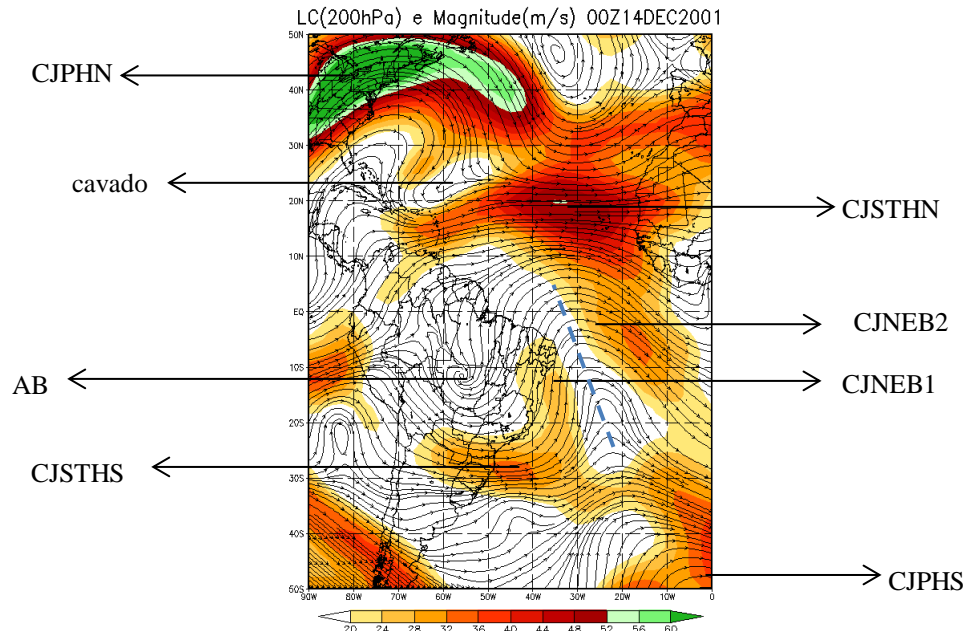 LC(200hPa) e Magnitude(m/s) 00Z14DEC2001
CJPHN
cavado
CJSTHN
CJNEB2
AB
CJNEB1
CJSTHS
CJPHS
50N
40N
30N
20N
10N
EQ
10S
20S
30S
40S
50S
90W 80W 70W 60W 50W 40W 30W 20W 10W 0
20 24 28 32 36 40 44 48 52 56 60